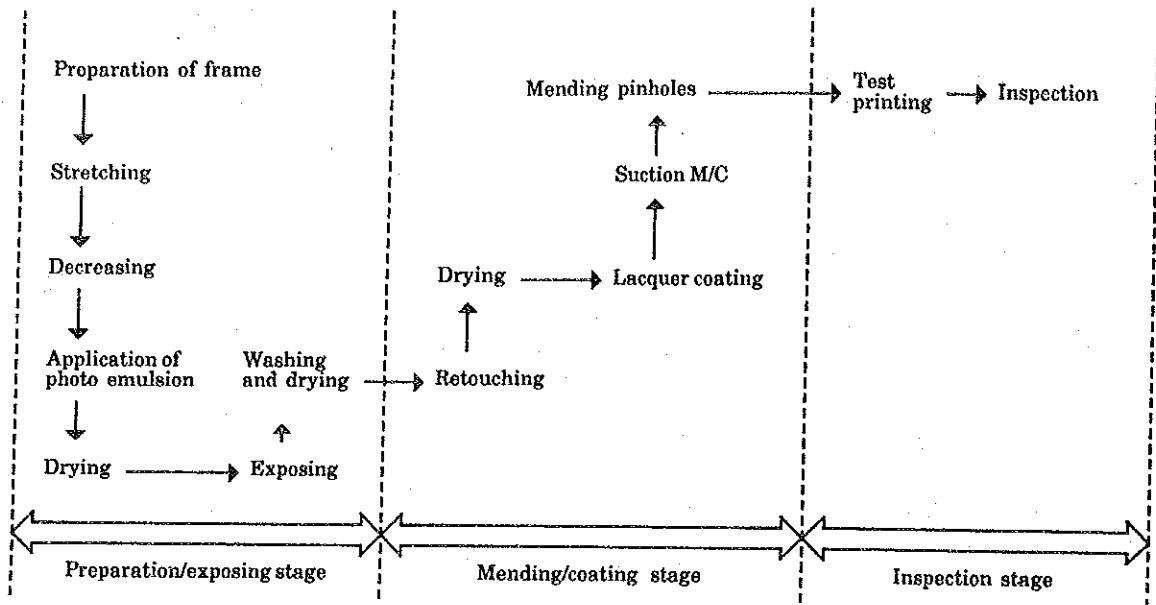 Proparation of frame
Stretching
Decreasing
Application of
photo emulsion
Drying
Exposing
Washing
and drying
Retouching
Drying
Lacquer coating
Suction M/C
Mending pinholes
Test
printing
Inspection
Preparation/exposing stage
Mending/coating stage
Inspection stage